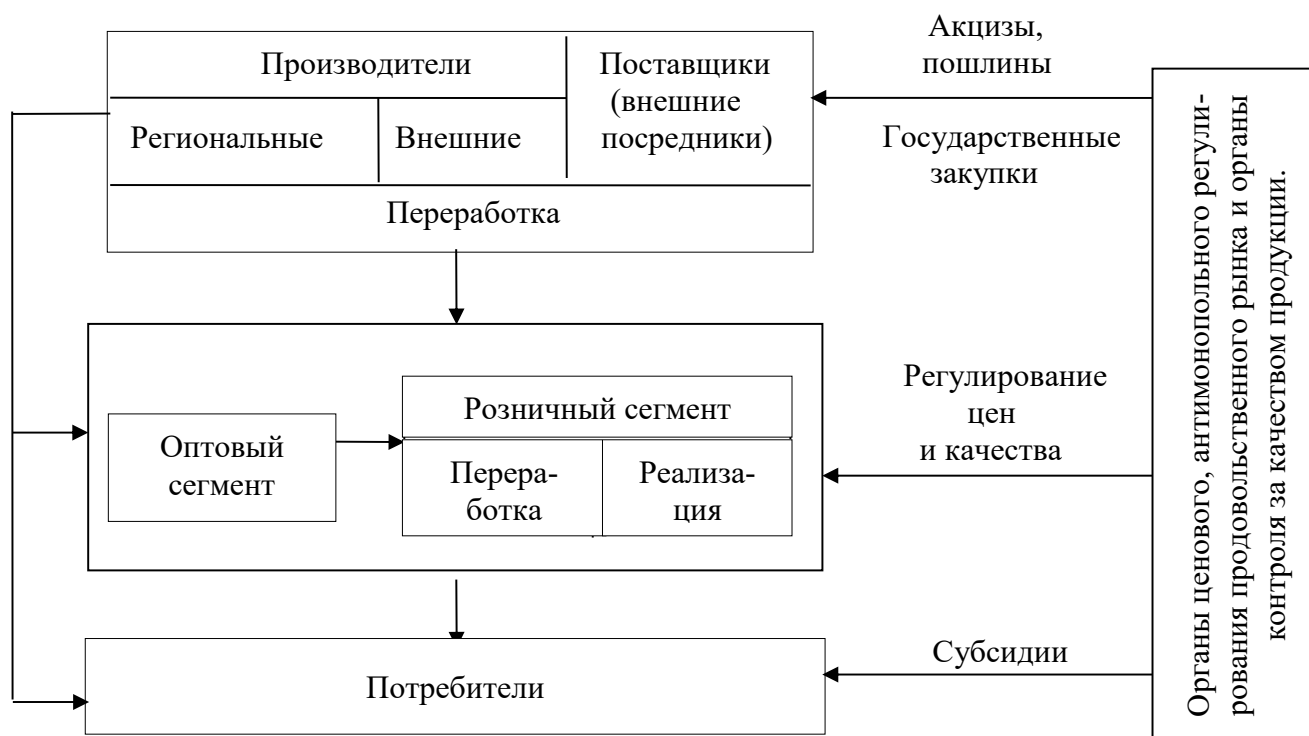 Производители
Региональные
Внешние
Поставщики
(внешние
посредники)
Переработка
Акцизы,
пошлины
Государственные
закупки
Оптовый
сегмент
Розничный сегмент
Перера-
ботка
Реализа-
ция
Регулирование
цен
и качества
Потребители
Субсидии
Органы ценового, антимонопольного регули-
рования продовольственного рынка и органы
контроля за качеством продукции.